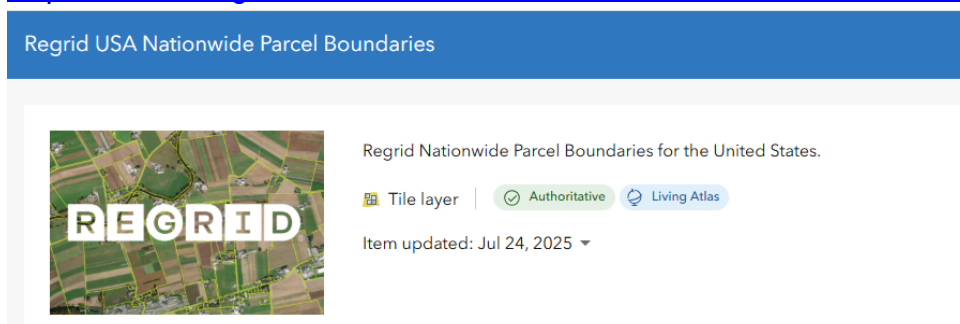 Regrid USA Nationwide Parcel Boundaries
REGRID
Regrid Nationwide Parcel Boundaries for the United States.
Tile layer
Authoritative
Living Atlas
Item updated: Jul 24, 2025